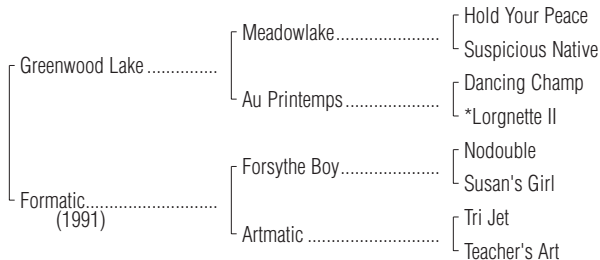 Hold Your Peace
Meadowlake....................
Suspicious Native
Greenwood Lake ..............
Dancing Champ
Au Printemps..................
*Lorgnette II
Nodouble
Forsythe Boy...................
Susan's Girl
Formatic..........................
(1991)
Tri Jet
Artmatic .........................
Teacher's Art